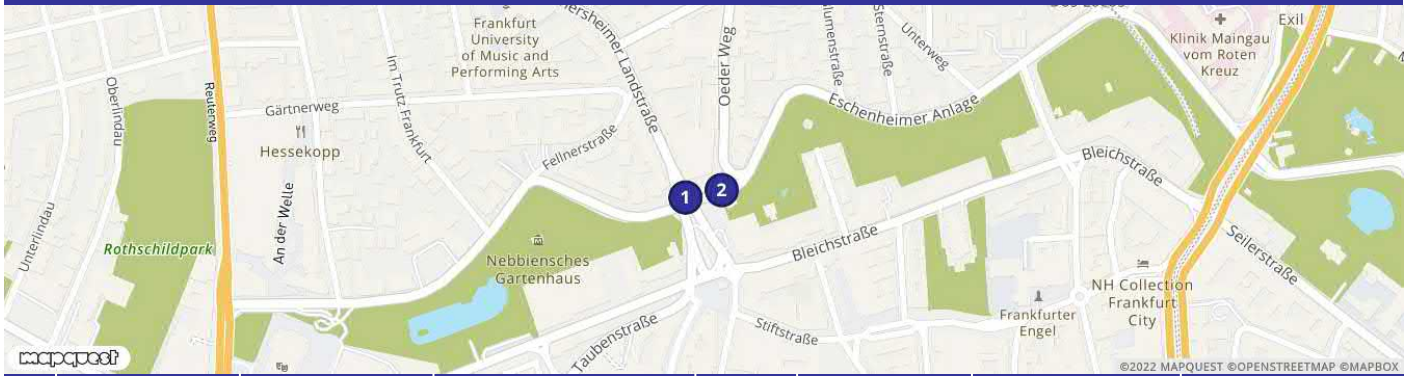 Frankfurt
University
of Music and
Performing Arts
Oeder Weg
Sternstraße
Unterweg
Exil
Klinik Maingau
vom Roten
Kreuz
Oberlindau
Reuterweg
Im Trutz Frankfurt
Gärtnerweg
Hessekopp
Fellnerstraße
Eschenheimer Anlage
Bleichstraße
1
2
An der Welle
Unterlindau
Rothschildpark
Nebbiensches
Gartenhaus
Bleichstraße
Seilerstraße
NH Collection
Frankfurt
City
Frankfurter
Engel
Stiftstraße
Taubenstraße
mapquest
©2022 MAPQUEST ©OPENSTREETMAP ©MAPBOX